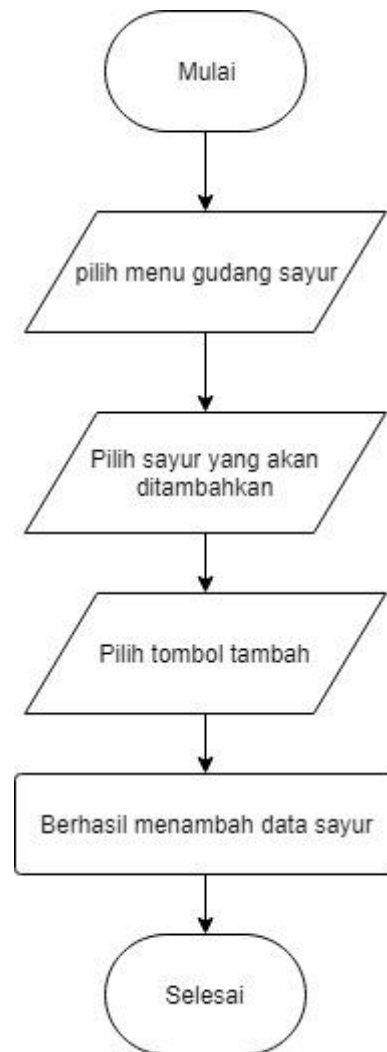 Mulai
pilih menu gudang sayur
Pilih sayur yang akan
ditambahkan
Pilih tombol tambah
Berhasil menambah data sayur
Selesai